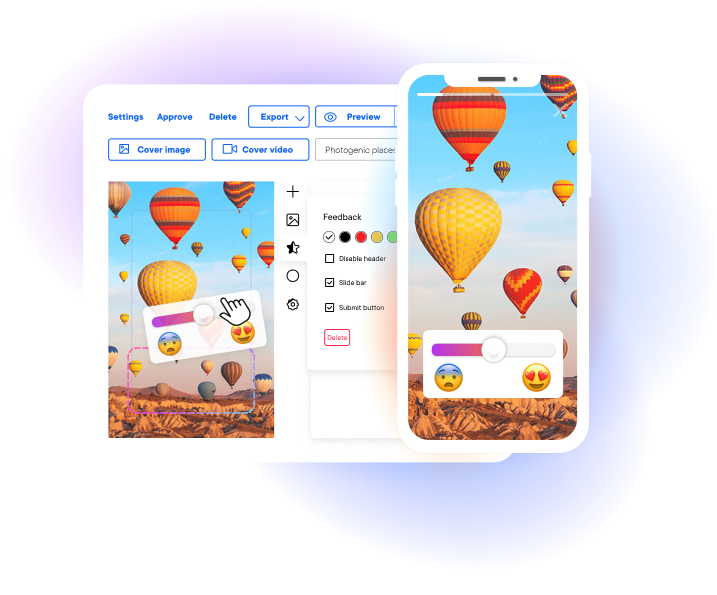 Settings Approve Delete Export Preview
Cover image Cover video Photogenic places
Feedback
Disable header
Slide bar
Submit button
Delete